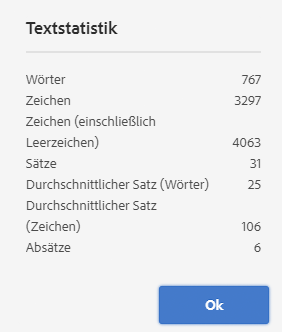 Textstatistik
Wörter 767
Zeichen 3297
Zeichen (einschließlich
Leerzeichen) 4063
Sätze 31
Durchschnittlicher Satz (Wörter) 25
Durchschnittlicher Satz
(Zeichen) 106
Absätze 6
Ok